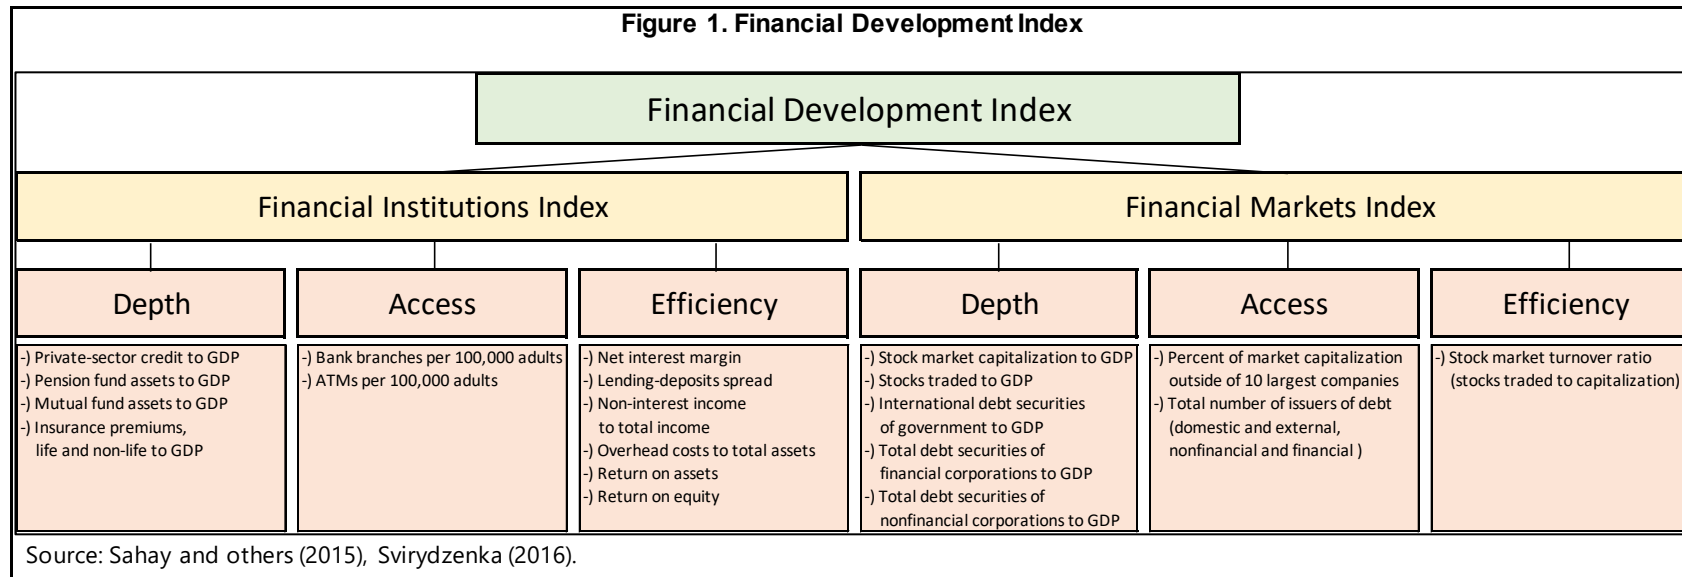 Figure 1. Financial Development Index
Financial Development Index
Financial Institutions Index
Financial Markets Index
Depth
Access
Efficiency
Depth
Access
Efficiency
-) Private-sector credit to GDP
-) Pension fund assets to GDP
-) Mutual fund assets to GDP
-) Insurance premiums,
life and non-life to GDP
-) Bank branches per 100,000 adults
-) ATMs per 100,000 adults
-) Net interest margin
-) Lending-deposits spread
-) Non-interest income
to total income
-) Overhead costs to total assets
-) Return on assets
-) Return on equity
-) Stock market capitalization to GDP
-) Stocks traded to GDP
-) International debt securities
of government to GDP
-) Total debt securities of
financial corporations to GDP
-) Total debt securities of
nonfinancial corporations to GDP
-) Percent of market capitalization
outside of 10 largest companies
-) Total number of issuers of debt
(domestic and external,
nonfinancial and financial )
-) Stock market turnover ratio
(stocks traded to capitalization)
Source: Sahay and others (2015), Svirydzenka (2016).